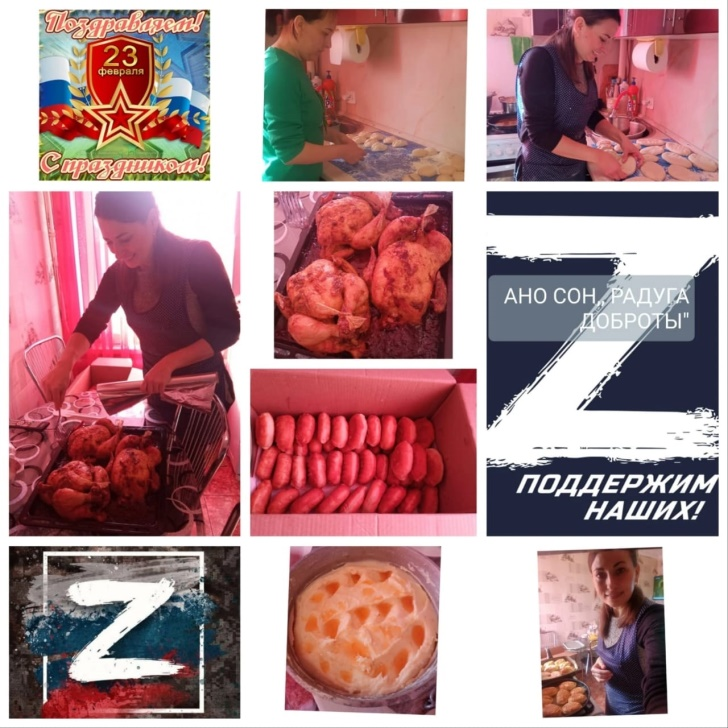 Поздравляем!
23
февраля
С праздником!
АНО СОН,, РАДУГА
ДОБРОТЫ"
Z
ПОДДЕРЖИМ
НАШИХ!
Z